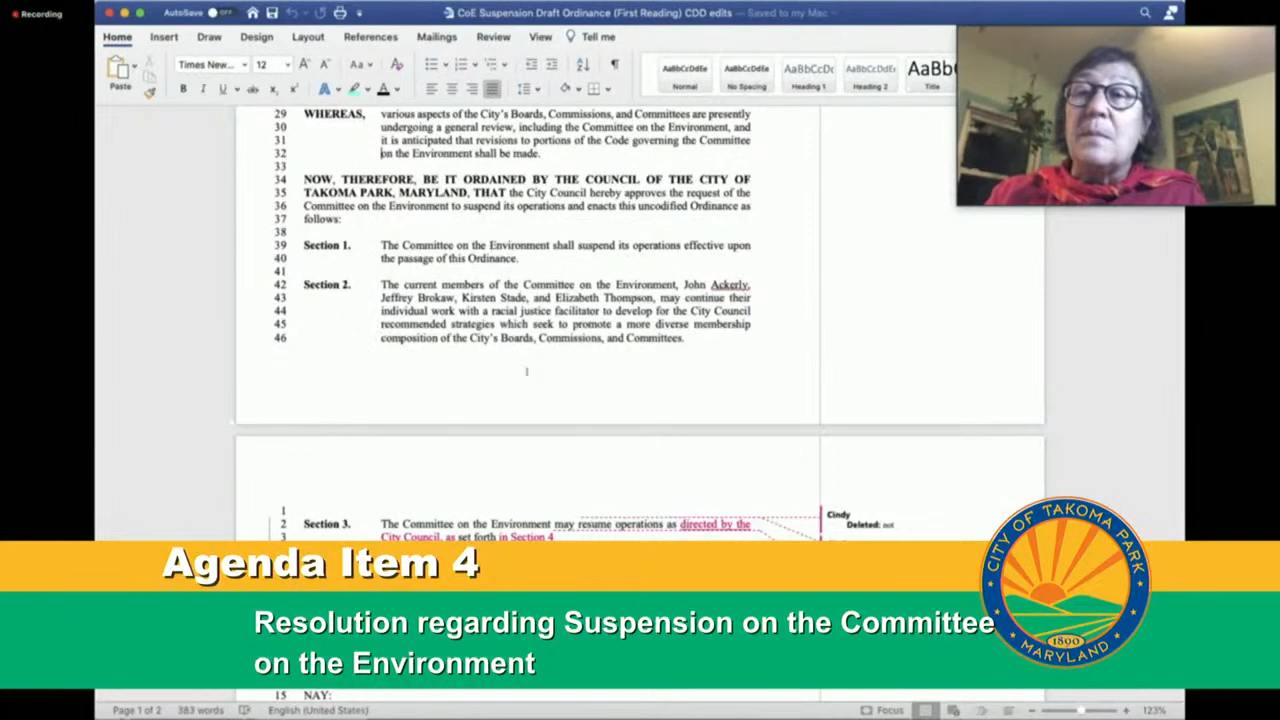 Recording
AutoSave OFF
CoE Suspension Draft Ordinance (First Reading) CDD edits — Saved to my Mac
Home Insert Draw Design Layout References Mailings Review View Tell me
Paste
Times New... 12
AaBbCcDdEe AaBbCcDdEe AaBbCcDc AaBbCcDdEe AaBb
Normal No Spacing Heading 1 Heading 2 Title
29 WHEREAS, various aspects of the City's Boards, Commissions, and Committees are presently
30 undergoing a general review, including the Committee on the Environment, and
31 it is anticipated that revisions to portions of the Code governing the Committee
32 on the Environment shall be made.
33
34 NOW, THEREFORE, BE IT ORDAINED BY THE COUNCIL OF THE CITY OF
35 TAKOMA PARK, MARYLAND, THAT the City Council hereby approves the request of the
36 Committee on the Environment to suspend its operations and enacts this uncodified Ordinance as
37 follows:
38
39 Section 1. The Committee on the Environment shall suspend its operations effective upon
40 the passage of this Ordinance.
41
42 Section 2. The current members of the Committee on the Environment, John Ackerly,
43 Jeffrey Brokaw, Kirsten Stade, and Elizabeth Thompson, may continue their
44 individual work with a racial justice facilitator to develop for the City Council
45 recommended strategies which seek to promote a more diverse membership
46 composition of the City's Boards, Commissions, and Committees.
1
2 Section 3. The Committee on the Environment may resume operations as directed by the
3 City Council, as set forth in Section 4
Cindy
Deleted: not
Agenda Item 4
Resolution regarding Suspension on the Committee
on the Environment
CITY OF TAKOMA PARK
1890
MARYLAND
15 NAY:
Page 1 of 2 383 words English (United States) Focus 123%